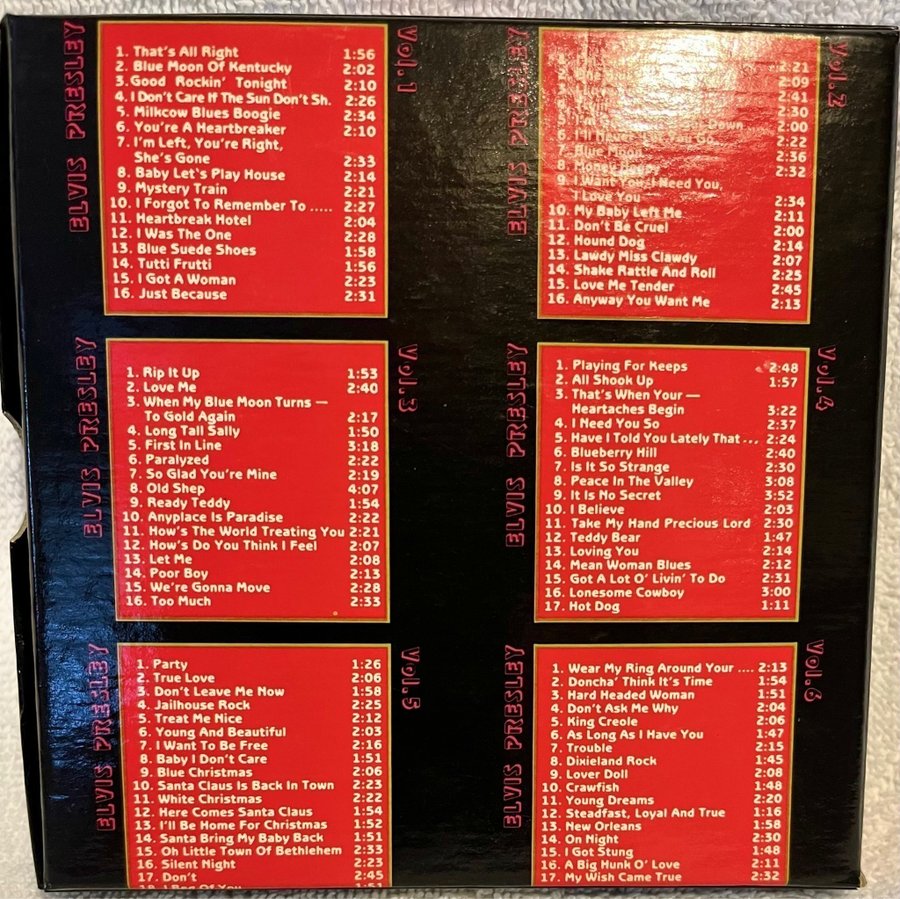 ELVIS PRESLEY
Vol.1
1. That's All Right 1:56
2. Blue Moon Of Kentucky 2:02
3. Good Rockin' Tonight 2:10
4. I Don't Care If The Sun Don't Sh. 2:26
5. Milkcow Blues Boogie 2:34
6. You're A Heartbreaker 2:10
7. I'm Left, You're Right,
She's Gone 2:33
8. Baby Let's Play House 2:14
9. Mystery Train 2:21
10. I Forgot To Remember To ..... 2:27
11. Heartbreak Hotel 2:04
12. I Was The One 2:28
13. Blue Suede Shoes 1:58
14. Tutti Frutti 1:56
15. I Got A Woman 2:23
16. Just Because 2:31
ELVIS PRESLEY
Vol.2
2:21
2:09
2:41
2:30
Down 2:00
6. I'll Never 2:22
7. Blue Moon 2:36
8. Money Honey 2:32
9. I Want You, I Need You,
I Love You 2:34
10. My Baby Left Me 2:11
11. Don't Be Cruel 2:00
12. Hound Dog 2:14
13. Lawdy Miss Clawdy 2:07
14. Shake Rattle And Roll 2:25
15. Love Me Tender 2:45
16. Anyway You Want Me 2:13
ELVIS PRESLEY
Vol.3
1. Rip It Up 1:53
2. Love Me 2:40
3. When My Blue Moon Turns —
To Gold Again 2:17
4. Long Tall Sally 1:50
5. First In Line 3:18
6. Paralyzed 2:22
7. So Glad You're Mine 2:19
8. Old Shep 4:07
9. Ready Teddy 1:54
10. Anyplace Is Paradise 2:22
11. How's The World Treating You 2:21
12. How's Do You Think I Feel 2:07
13. Let Me 2:08
14. Poor Boy 2:13
15. We're Gonna Move 2:28
16. Too Much 2:33
ELVIS PRESLEY
Vol.4
1. Playing For Keeps 2:48
2. All Shook Up 1:57
3. That's When Your —
Heartaches Begin 3:22
4. I Need You So 2:37
5. Have I Told You Lately That ... 2:24
6. Blueberry Hill 2:40
7. Is It So Strange 2:30
8. Peace In The Valley 3:08
9. It Is No Secret 3:52
10. I Believe 2:03
11. Take My Hand Precious Lord 2:30
12. Teddy Bear 1:47
13. Loving You 2:14
14. Mean Woman Blues 2:12
15. Got A Lot O' Livin' To Do 2:31
16. Lonesome Cowboy 3:00
17. Hot Dog 1:11
ELVIS PRESLEY
Vol.5
1. Party 1:26
2. True Love 2:06
3. Don't Leave Me Now 1:58
4. Jailhouse Rock 2:25
5. Treat Me Nice 2:12
6. Young And Beautiful 2:03
7. I Want To Be Free 2:16
8. Baby I Don't Care 1:51
9. Blue Christmas 2:06
10. Santa Claus Is Back In Town 2:23
11. White Christmas 2:22
12. Here Comes Santa Claus 1:54
13. I'll Be Home For Christmas 1:52
14. Santa Bring My Baby Back 1:51
15. Oh Little Town Of Bethlehem 2:33
16. Silent Night 2:23
17. Don't 2:45
18. I Beg Of You 1:51
ELVIS PRESLEY
Vol.6
1. Wear My Ring Around Your .... 2:13
2. Doncha' Think It's Time 1:54
3. Hard Headed Woman 1:51
4. Don't Ask Me Why 2:04
5. King Creole 2:06
6. As Long As I Have You 1:47
7. Trouble 2:15
8. Dixieland Rock 1:45
9. Lover Doll 2:08
10. Crawfish 1:48
11. Young Dreams 2:20
12. Steadfast, Loyal And True 1:16
13. New Orleans 1:58
14. On Night 2:30
15. I Got Stung 1:48
16. A Big Hunk O' Love 2:11
17. My Wish Came True 2:32